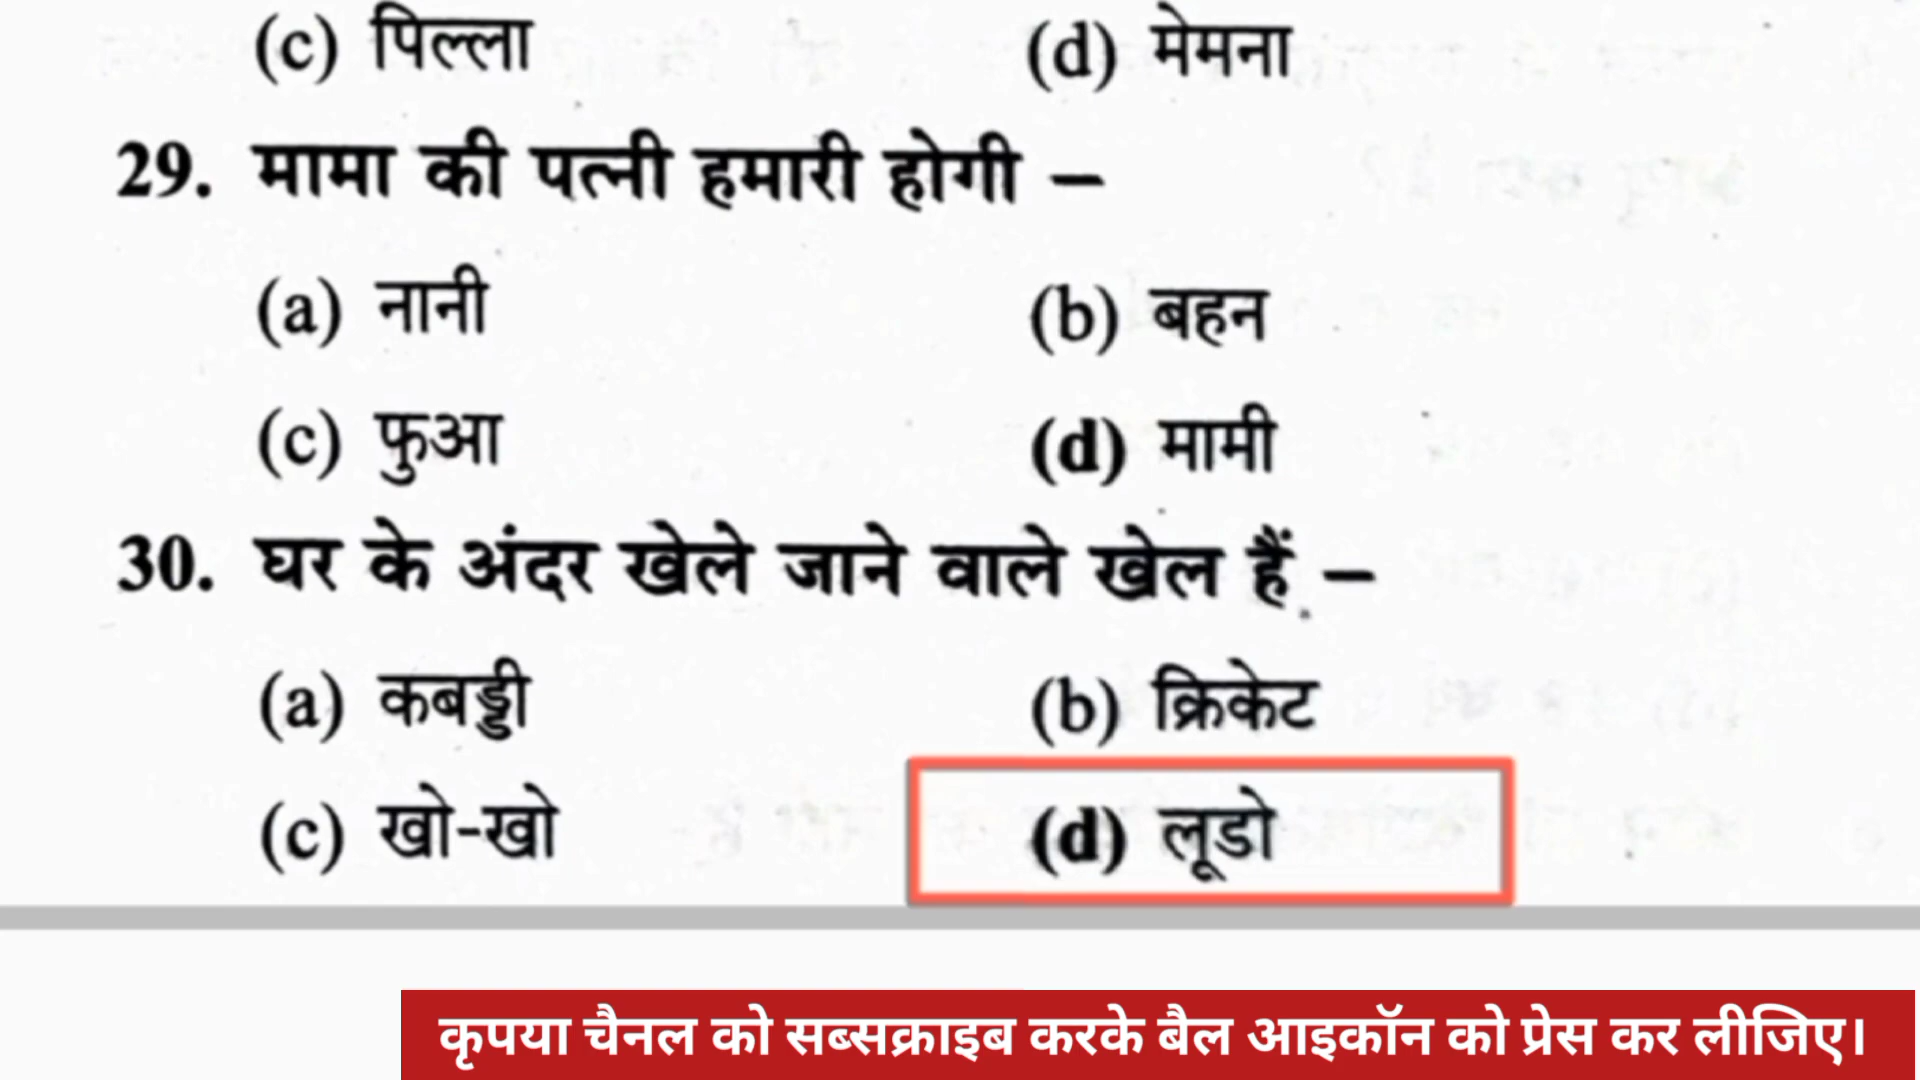 (c) पिल्ला (d) मेमना
29. मामा की पत्नी हमारी होगी –
(a) नानी (b) बहन
(c) फुआ (d) मामी
30. घर के अंदर खेले जाने वाले खेल हैं –
(a) कबड्डी (b) क्रिकेट
(c) खो-खो (d) लूडो
कृपया चैनल को सब्सक्राइब करके बैल आइकॉन को प्रेस कर लीजिए।